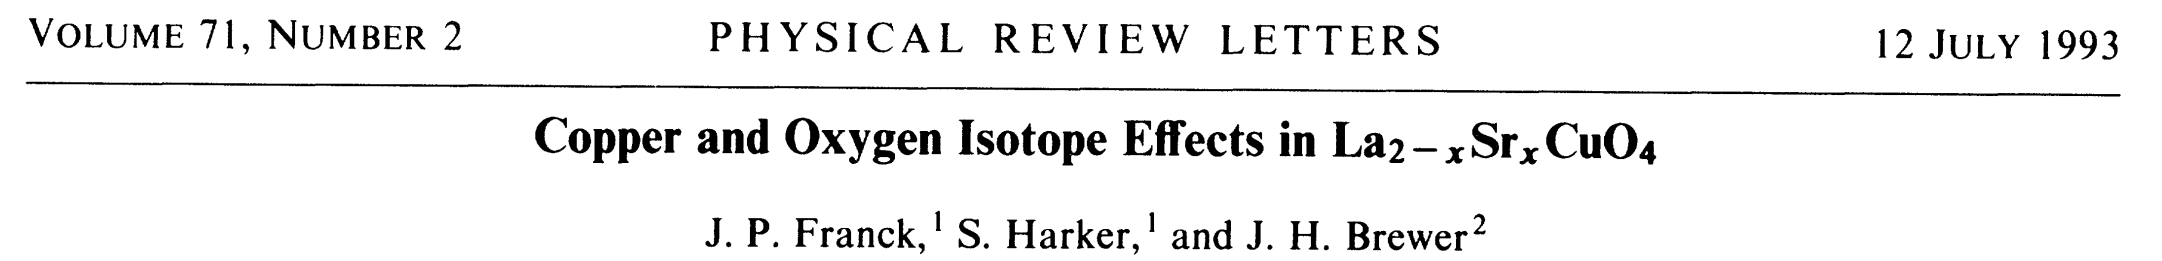 VOLUME 71, NUMBER 2 PHYSICAL REVIEW LETTERS 12 JULY 1993
Copper and Oxygen Isotope Effects in La₂₋ₓSrₓCuO₄
J. P. Franck,¹ S. Harker,¹ and J. H. Brewer²